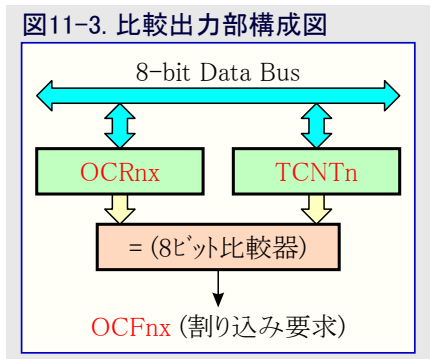 図11-3. 比較出力部構成図
8-bit Data Bus
OCRnx
TCNTn
= (8ﾋﾞｯﾄ比較器)
OCFnx (割り込み要求)